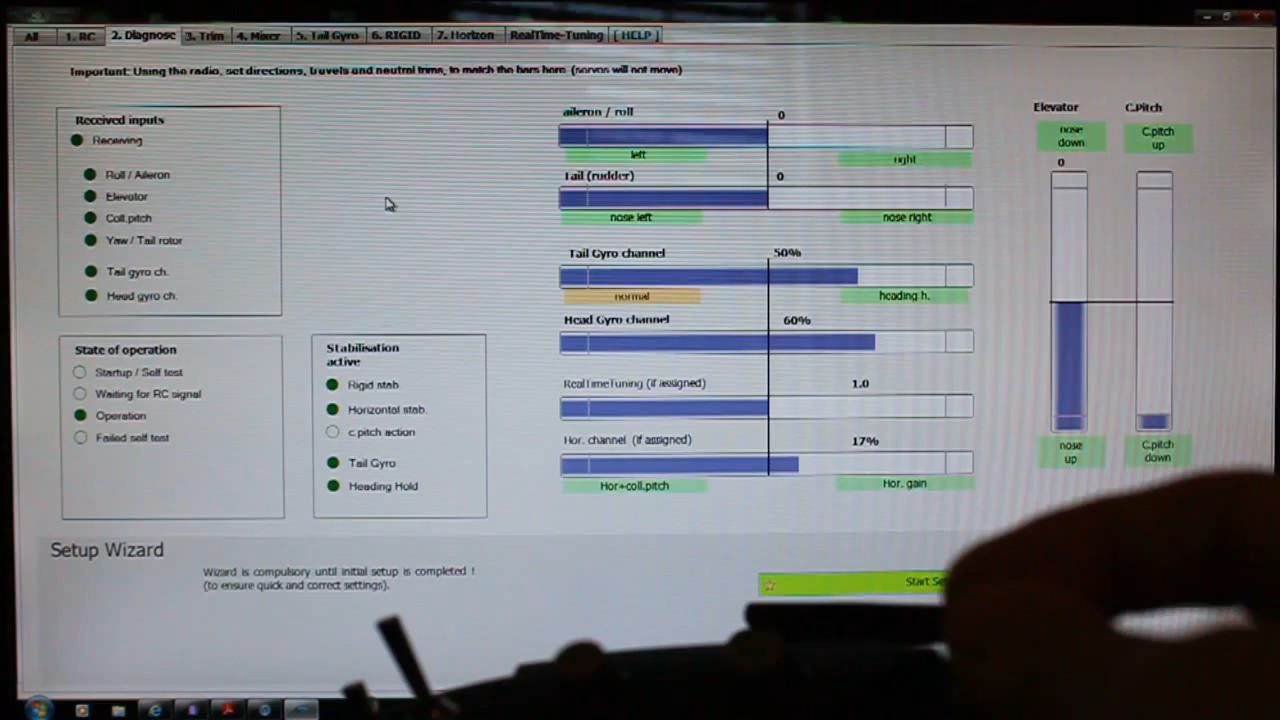 All 1. RC 2. Diagnose 3. Trim 4. Mixer 5. Tail Gyro 6. RIGID 7. Horizon RealTime-Tuning [ HELP ]
Important: Using the radio, set directions, travels and neutral trims, to match the bars here (servos will not move)
Received inputs
Receiving
Roll / Aileron
Elevator
Coll.pitch
Yaw / Tail rotor
Tail gyro ch.
Head gyro ch.
State of operation
Startup / Self test
Waiting for RC signal
Operation
Failed self test
Stabilisation
active
Rigid stab.
Horizontal stab.
c.pitch action
Tail Gyro
Heading Hold
aileron / roll 0
left right
Tail (rudder) 0
nose left nose right
Tail Gyro channel 50%
normal heading h.
Head Gyro channel 60%
RealTimeTuning (if assigned) 1.0
Hor. channel (if assigned) 17%
Hor+coll.pitch Hor. gain
Elevator C.Pitch
nose
down
C.pitch
up
0
nose
up
C.pitch
down
Setup Wizard
Wizard is compulsory until initial setup is completed !
(to ensure quick and correct settings).
Start